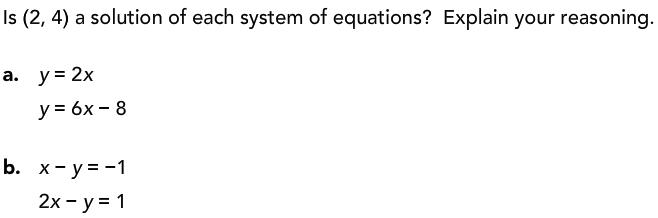 Is (2, 4) a solution of each system of equations? Explain your reasoning.
a. y = 2x
y = 6x − 8
b. x − y = −1
2x − y = 1